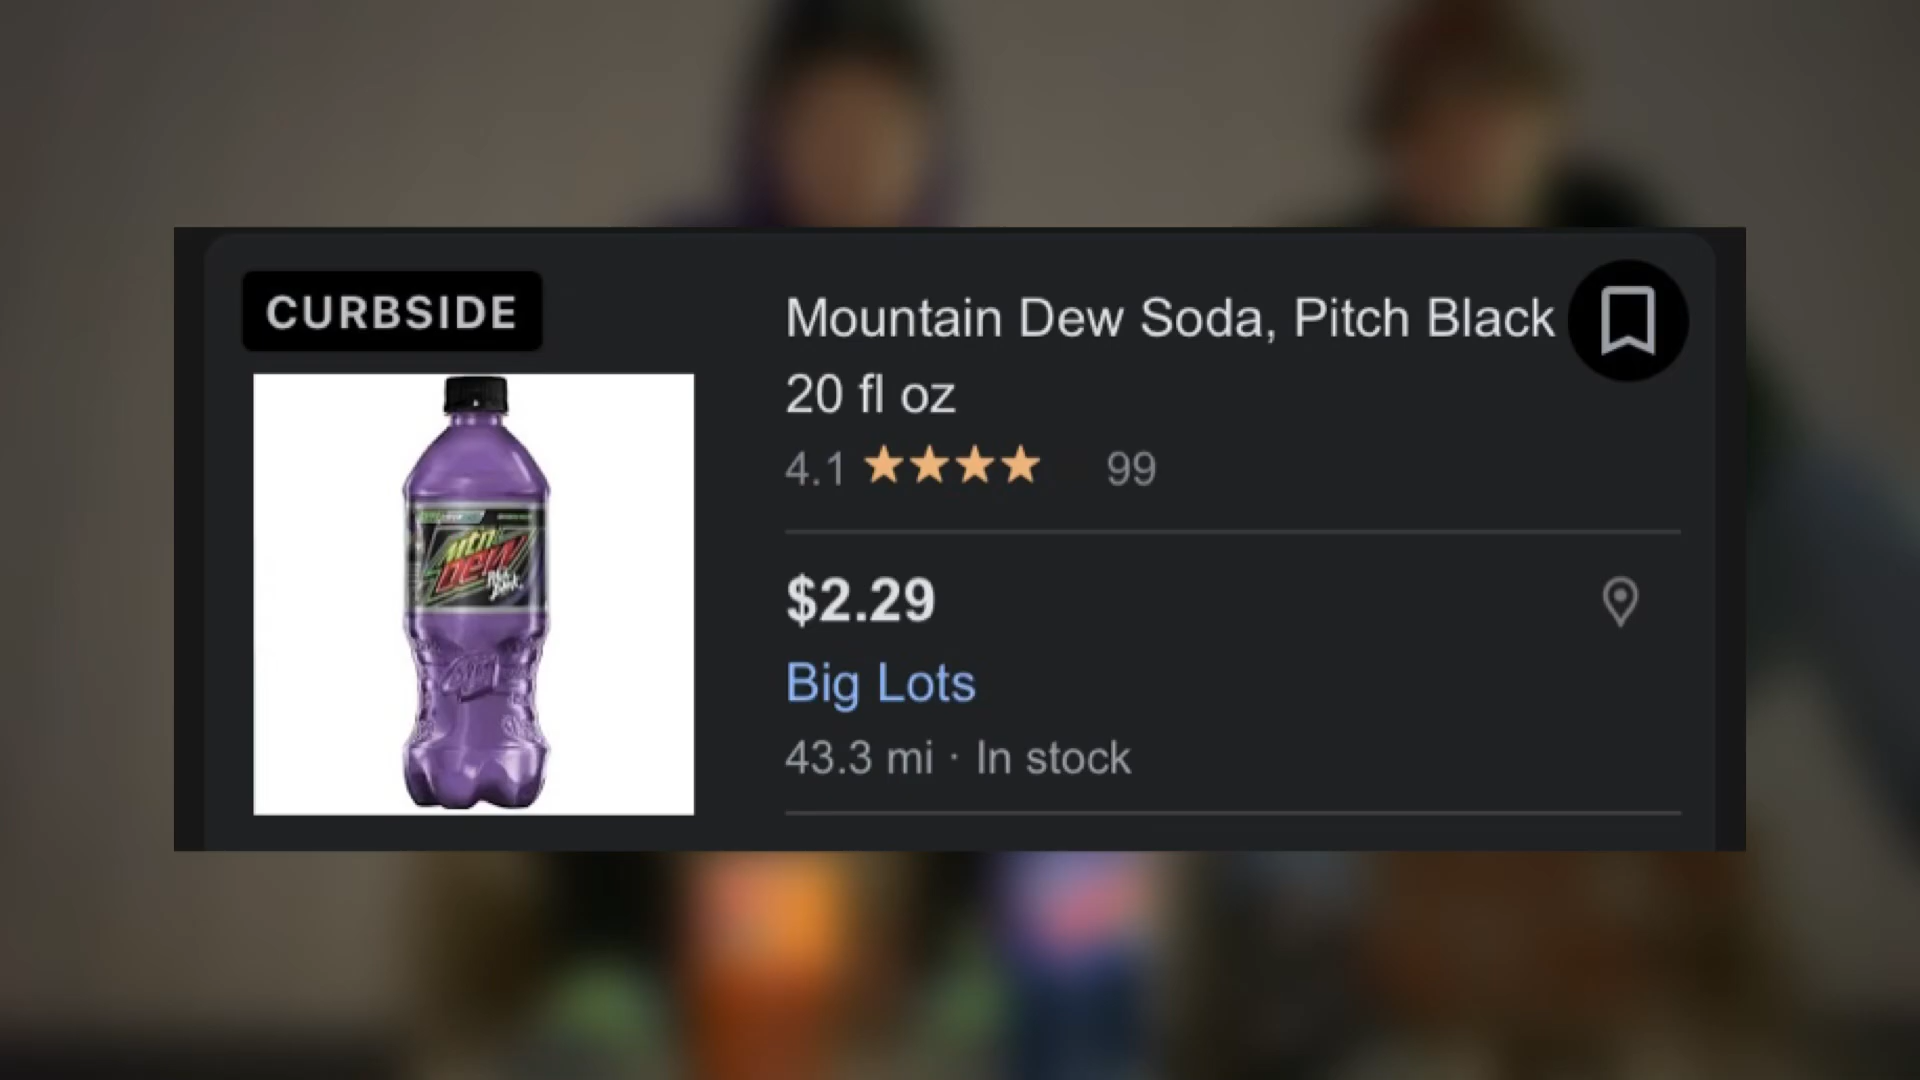 CURBSIDE
Mountain Dew Soda, Pitch Black
20 fl oz
4.1 ★★★★ 99
$2.29
Big Lots
43.3 mi · In stock
mtn
DEW